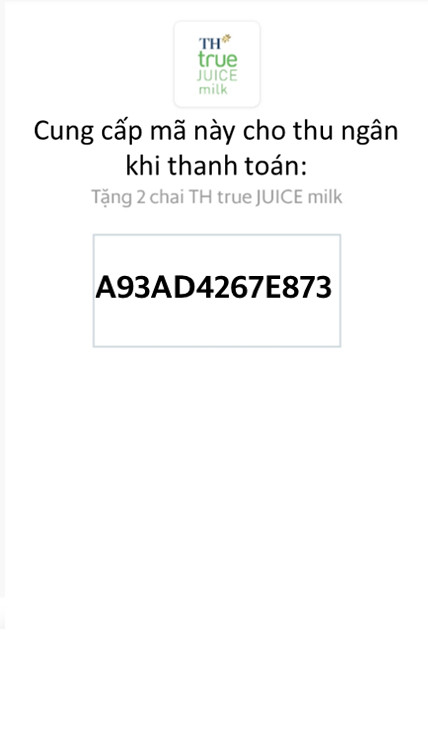 TH
true
JUICE
milk
Cung cấp mã này cho thu ngân
khi thanh toán:
Tặng 2 chai TH true JUICE milk
A93AD4267E873